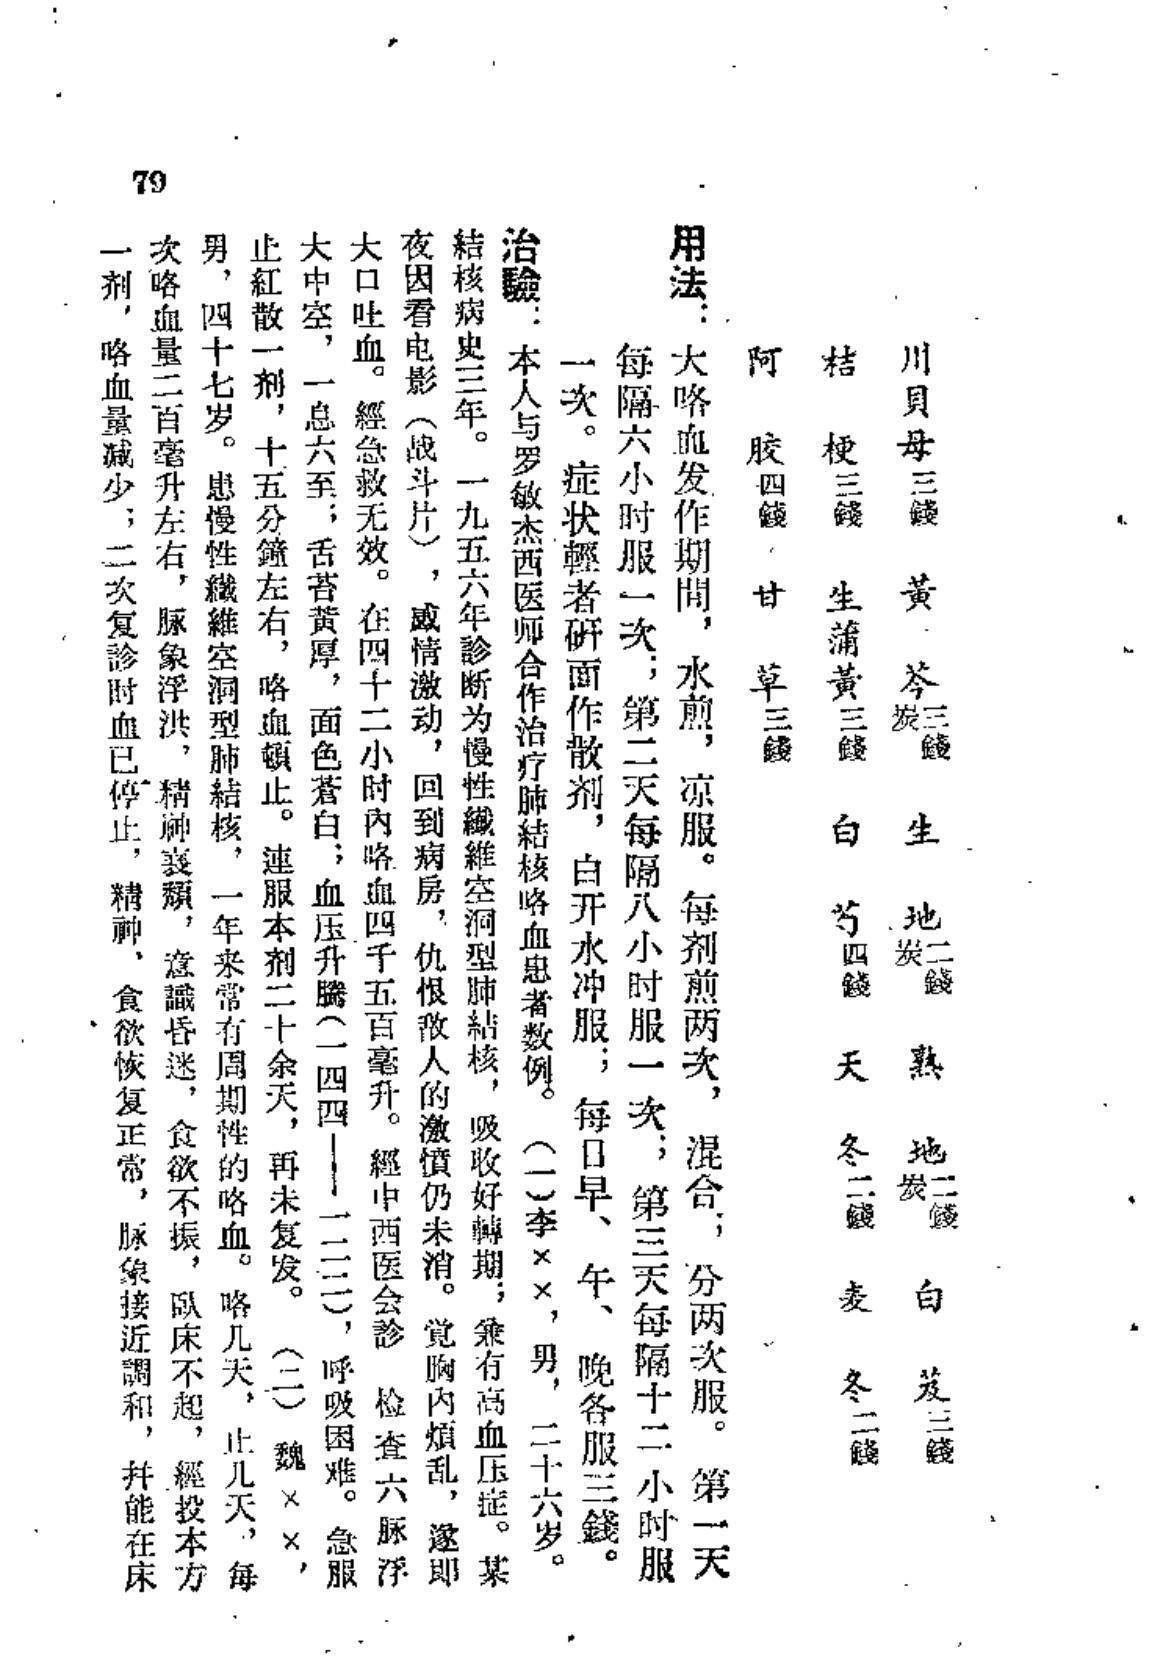 川貝母三錢　黃芩炭三錢　生地炭二錢　熟地炭二錢　白芨三錢
桔梗三錢　生蒲黃三錢　白芍四錢　天冬二錢　麦冬二錢
阿胶四錢　甘草三錢
用法：大咯血发作期間，水煎，凉服。每剂煎两次，混合，分两次服。第一天
每隔六小时服一次；第二天每隔八小时服一次；第三天每隔十二小时服
一次。症状輕者研面作散剂，白开水冲服；每日早、午、晚各服三錢。
治驗：本人与罗敏杰西医师合作治疗肺結核咯血患者数例。（一）李××，男，二十六岁。
結核病史三年。一九五六年診断为慢性纖維空洞型肺結核，吸收好轉期；兼有高血压症。某
夜因看电影（战斗片），感情激动，回到病房，仇恨敌人的激憤仍未消。覚胸內煩乱，遂即
大口吐血。經急救无效。在四十二小时內咯血四千五百毫升。經中西医会診　检查六脉浮
大中空，一息六至；舌苔黃厚，面色蒼白；血压升騰（一四四——一二二），呼吸困难。急服
止紅散一剂，十五分鐘左右，咯血頓止。連服本剂二十余天，再未复发。（二）魏××，
男，四十七岁。患慢性纖維空洞型肺結核，一年来常有周期性的咯血。咯几天，止几天，每
次咯血量二百毫升左右，脉象浮洪，精神衰頹，意識昏迷，食欲不振，臥床不起，經投本方
一剂，咯血量减少；二次复診时血已停止，精神、食欲恢复正常，脉象接近調和，幷能在床
79